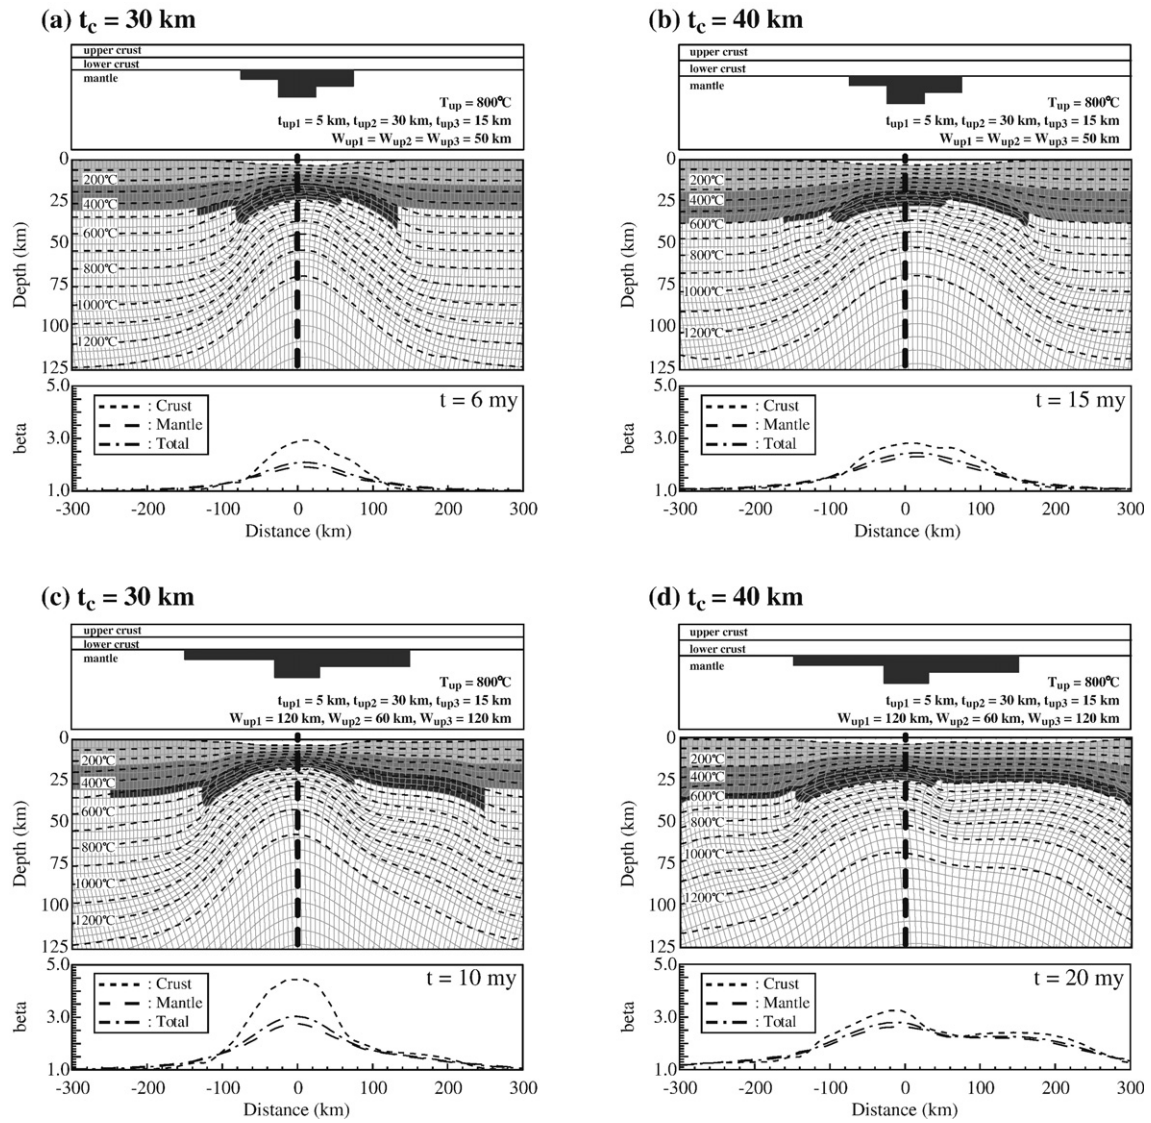 (a) t_c = 30 km
upper crust
lower crust
mantle
T_up = 800℃
t_up1 = 5 km, t_up2 = 30 km, t_up3 = 15 km
W_up1 = W_up2 = W_up3 = 50 km
0
25
50
75
100
125
Depth (km)
200℃
400℃
600℃
800℃
1000℃
1200℃
5.0
3.0
1.0
beta
: Crust
: Mantle
: Total
t = 6 my
-300 -200 -100 0 100 200 300
Distance (km)
(b) t_c = 40 km
upper crust
lower crust
mantle
T_up = 800℃
t_up1 = 5 km, t_up2 = 30 km, t_up3 = 15 km
W_up1 = W_up2 = W_up3 = 50 km
0
25
50
75
100
125
Depth (km)
200℃
400℃
600℃
800℃
1000℃
1200℃
5.0
3.0
1.0
beta
: Crust
: Mantle
: Total
t = 15 my
-300 -200 -100 0 100 200 300
Distance (km)
(c) t_c = 30 km
upper crust
lower crust
mantle
T_up = 800℃
t_up1 = 5 km, t_up2 = 30 km, t_up3 = 15 km
W_up1 = 120 km, W_up2 = 60 km, W_up3 = 120 km
0
25
50
75
100
125
Depth (km)
200℃
400℃
600℃
800℃
1000℃
1200℃
5.0
3.0
1.0
beta
: Crust
: Mantle
: Total
t = 10 my
-300 -200 -100 0 100 200 300
Distance (km)
(d) t_c = 40 km
upper crust
lower crust
mantle
T_up = 800℃
t_up1 = 5 km, t_up2 = 30 km, t_up3 = 15 km
W_up1 = 120 km, W_up2 = 60 km, W_up3 = 120 km
0
25
50
75
100
125
Depth (km)
200℃
400℃
600℃
800℃
1000℃
1200℃
5.0
3.0
1.0
beta
: Crust
: Mantle
: Total
t = 20 my
-300 -200 -100 0 100 200 300
Distance (km)